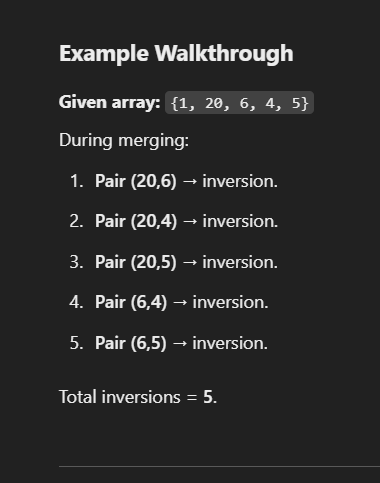 Example Walkthrough
Given array: {1, 20, 6, 4, 5}
During merging:
1. Pair (20,6) → inversion.
2. Pair (20,4) → inversion.
3. Pair (20,5) → inversion.
4. Pair (6,4) → inversion.
5. Pair (6,5) → inversion.
Total inversions = 5.